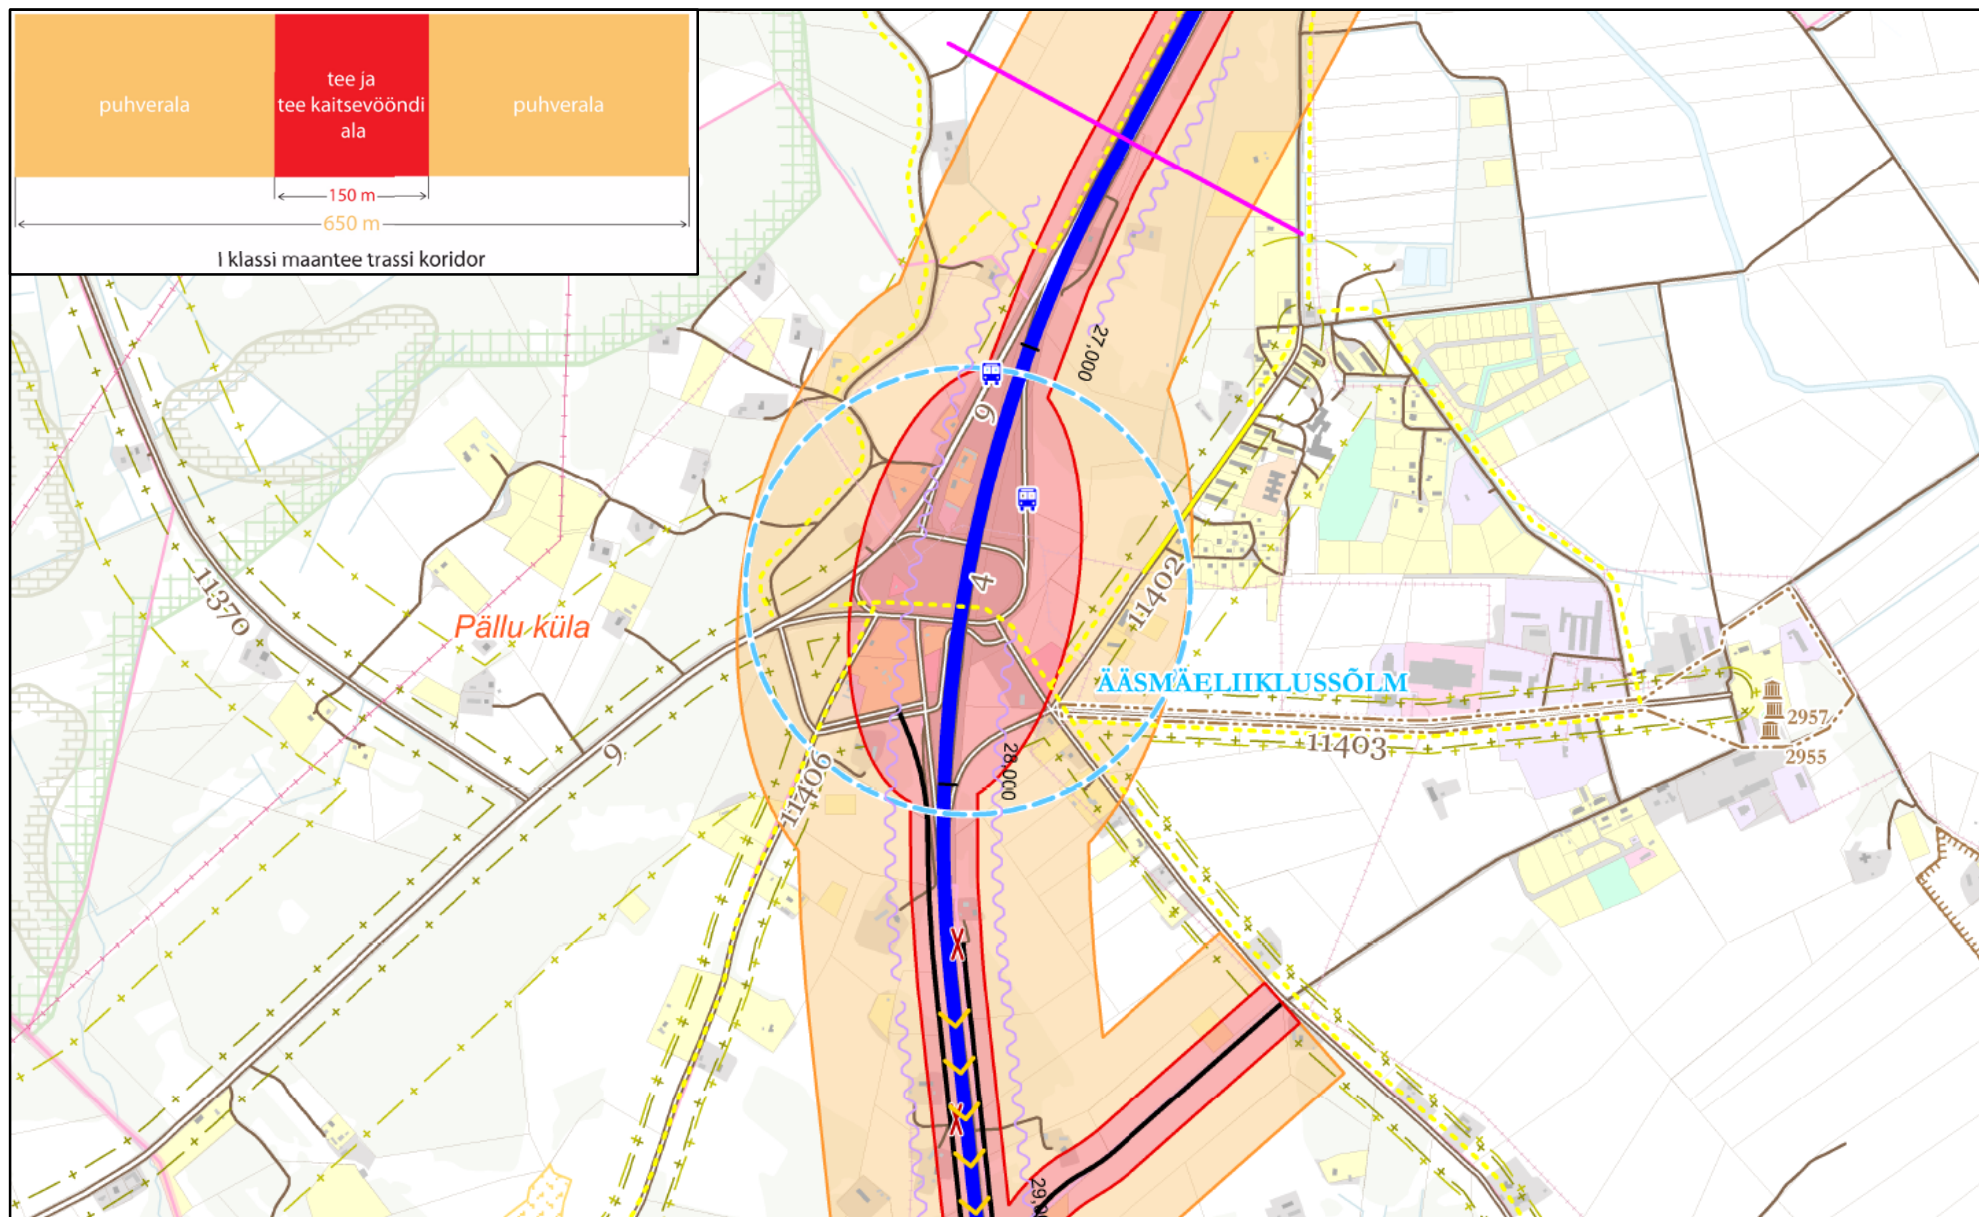 puhverala
tee ja
tee kaitsevööndi
ala
puhverala
150 m
650 m
I klassi maantee trassi koridor
27,000
9
4
11402
11370
Pällu küla
ÄÄSMÄELIIKLUSSÕLM
2957
11403
2955
9
28,000
11406